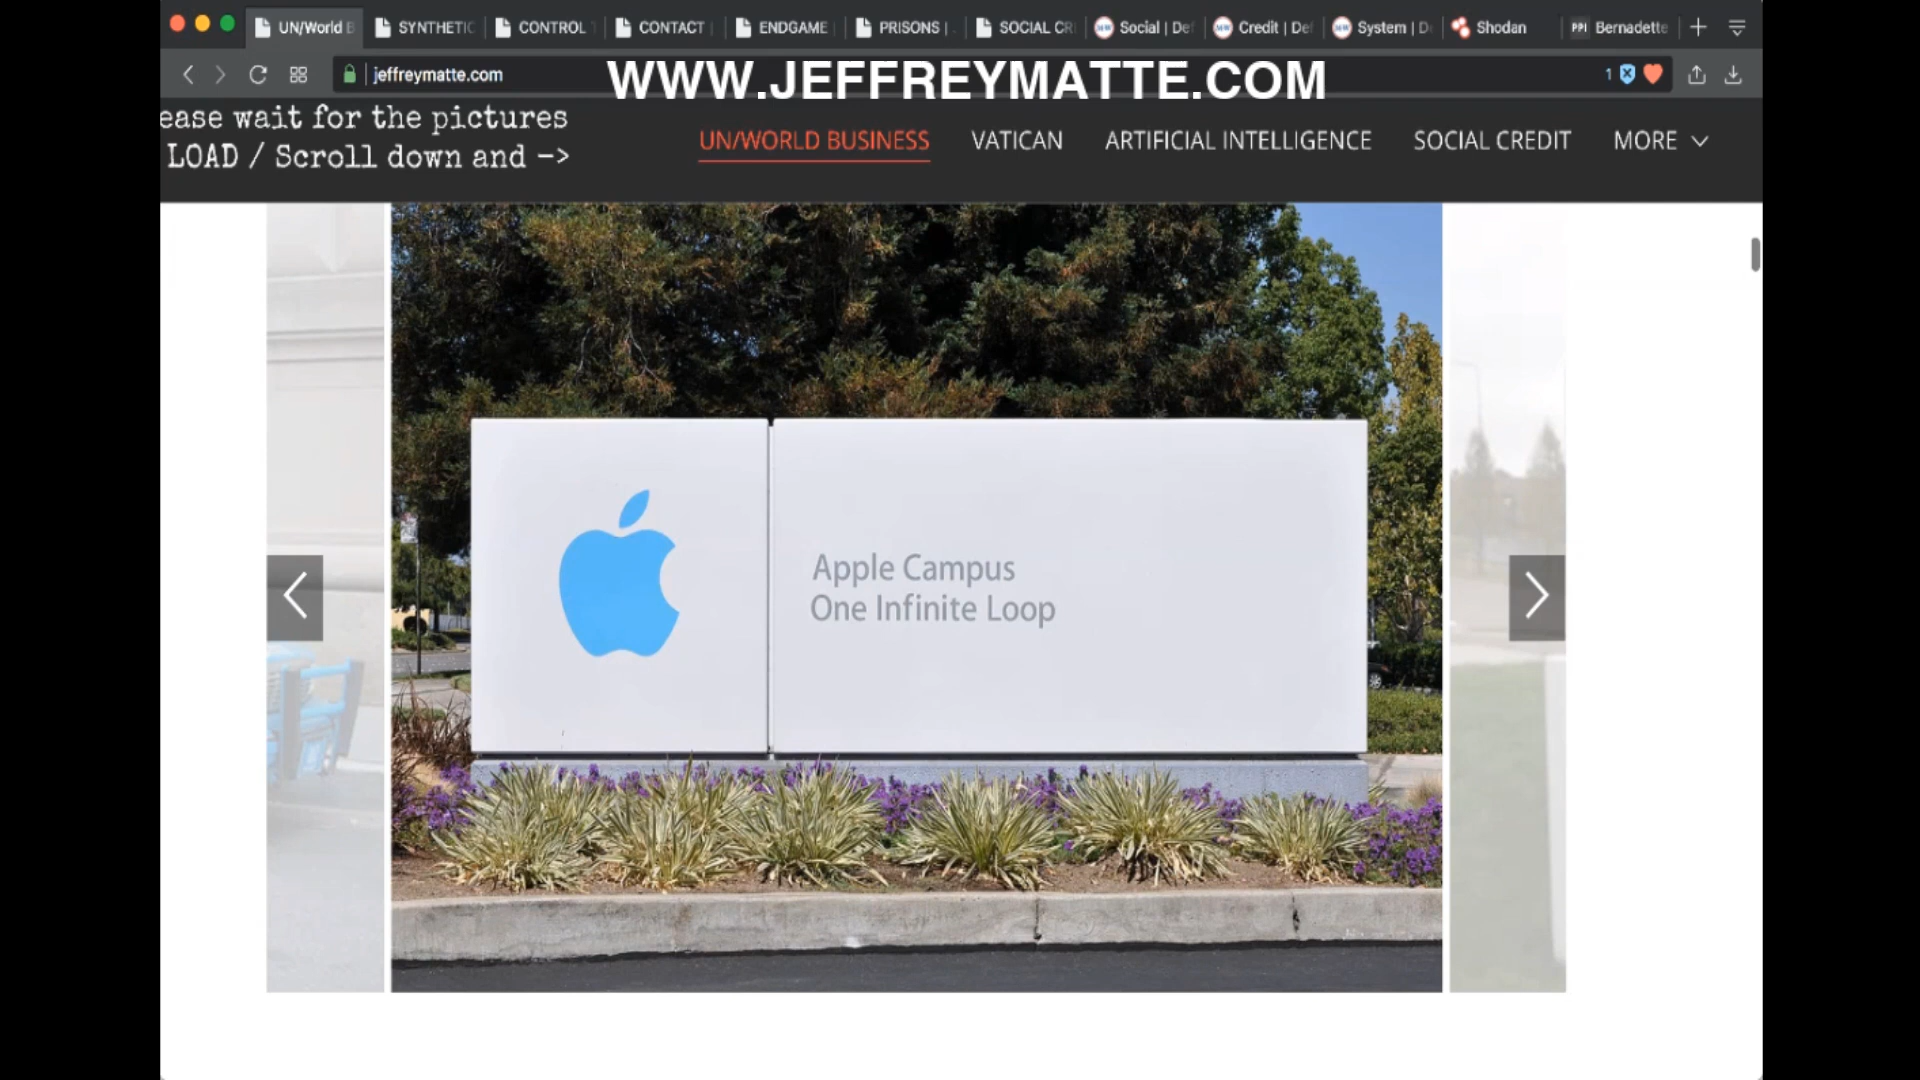 UN/World B
SYNTHETIC
CONTROL
CONTACT
ENDGAME
PRISONS |
SOCIAL CR
Social | De
Credit | De
System | D
Shodan
PPI Bernadette
jeffreymatte.com
WWW.JEFFREYMATTE.COM
1
ease wait for the pictures
LOAD / Scroll down and ->
UN/WORLD BUSINESS
VATICAN
ARTIFICIAL INTELLIGENCE
SOCIAL CREDIT
MORE
Apple Campus
One Infinite Loop